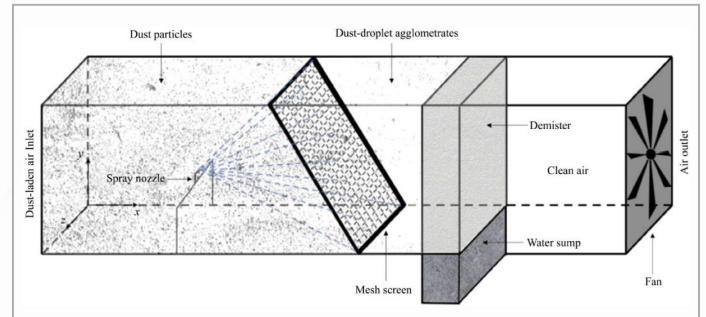 Dust particles
Dust-droplet agglometrates
Dust-laden air Inlet
y
Spray nozzle
x
z
Demister
Clean air
Air outlet
Water sump
Mesh screen
Fan